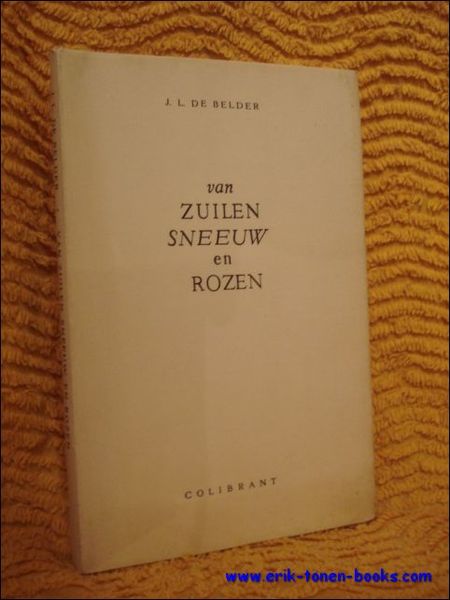 J. L. DE BELDER
van
ZUILEN
SNEEUW
en
ROZEN
COLIBRANT
www.erik-tonen-books.com